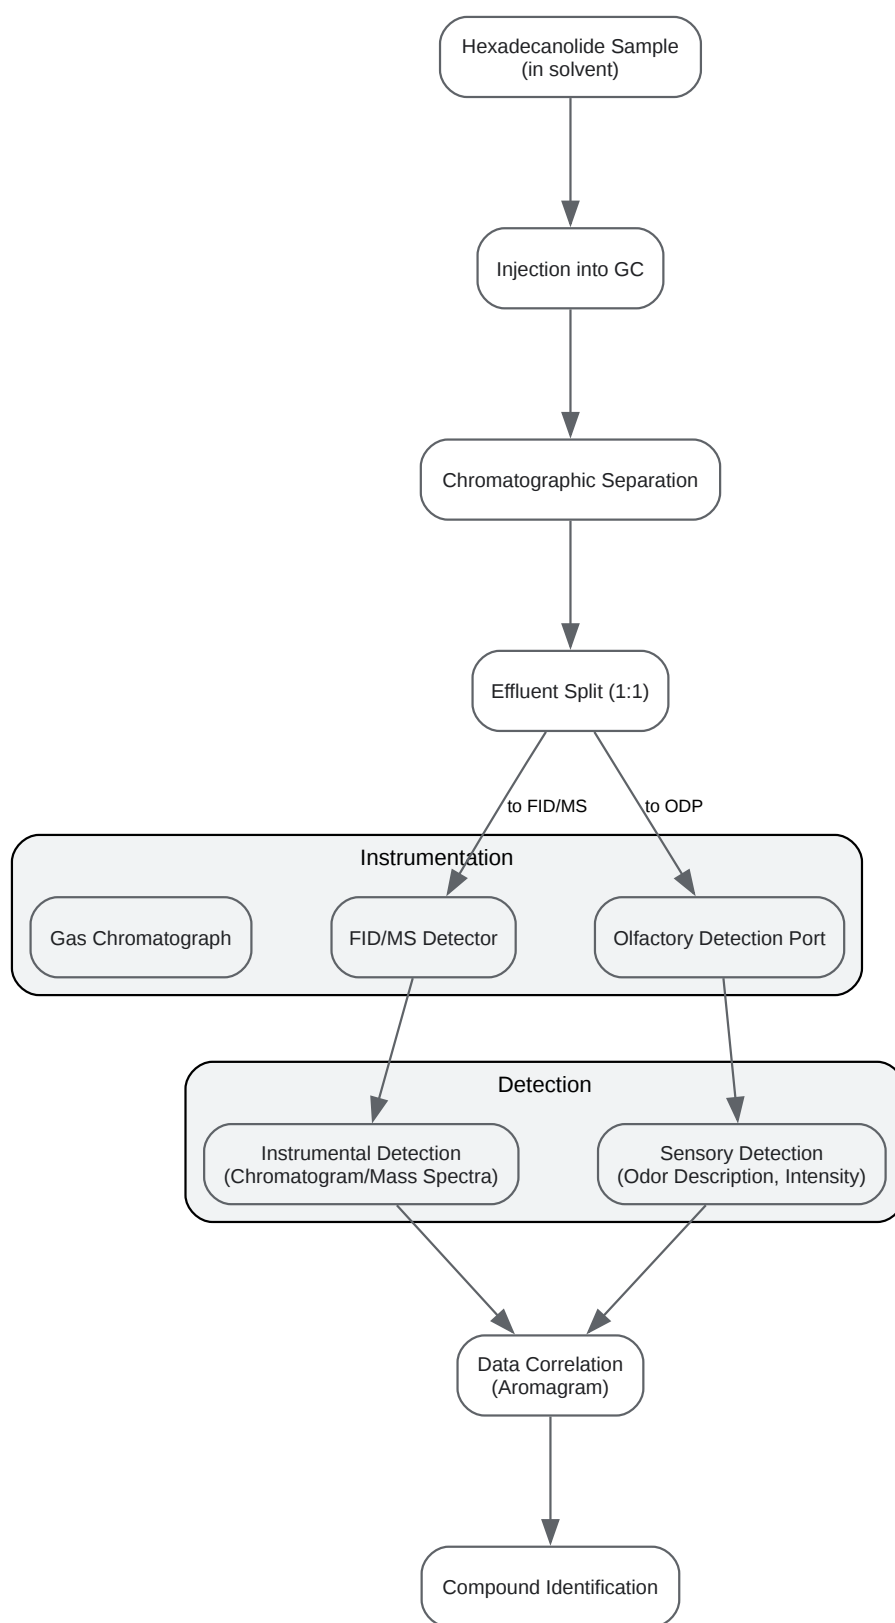 Hexadecanolide Sample
(in solvent)
Injection into GC
Chromatographic Separation
Effluent Split (1:1)
to FID/MS
to ODP
Instrumentation
Gas Chromatograph
FID/MS Detector
Olfactory Detection Port
Detection
Instrumental Detection
(Chromatogram/Mass Spectra)
Sensory Detection
(Odor Description, Intensity)
Data Correlation
(Aromagram)
Compound Identification